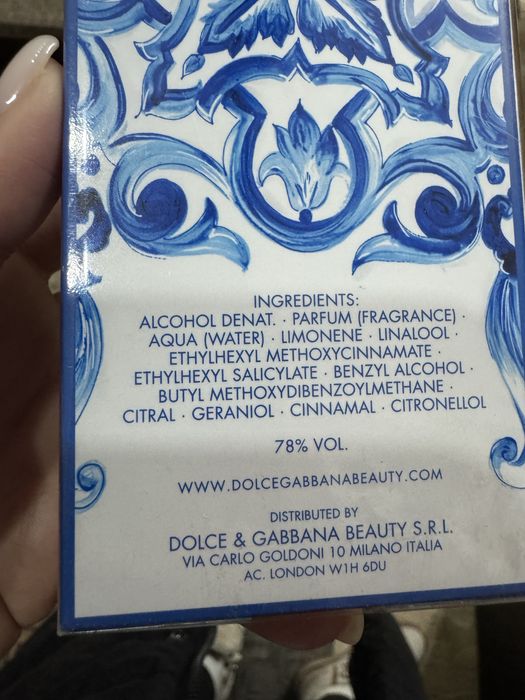 INGREDIENTS:
ALCOHOL DENAT. · PARFUM (FRAGRANCE) ·
AQUA (WATER) · LIMONENE · LINALOOL ·
ETHYLHEXYL METHOXYCINNAMATE ·
ETHYLHEXYL SALICYLATE · BENZYL ALCOHOL ·
BUTYL METHOXYDIBENZOYLMETHANE ·
CITRAL · GERANIOL · CINNAMAL · CITRONELLOL
78% VOL.
WWW.DOLCEGABBANABEAUTY.COM
DISTRIBUTED BY
DOLCE & GABBANA BEAUTY S.R.L.
VIA CARLO GOLDONI 10 MILANO ITALIA
AC. LONDON W1H 6DU